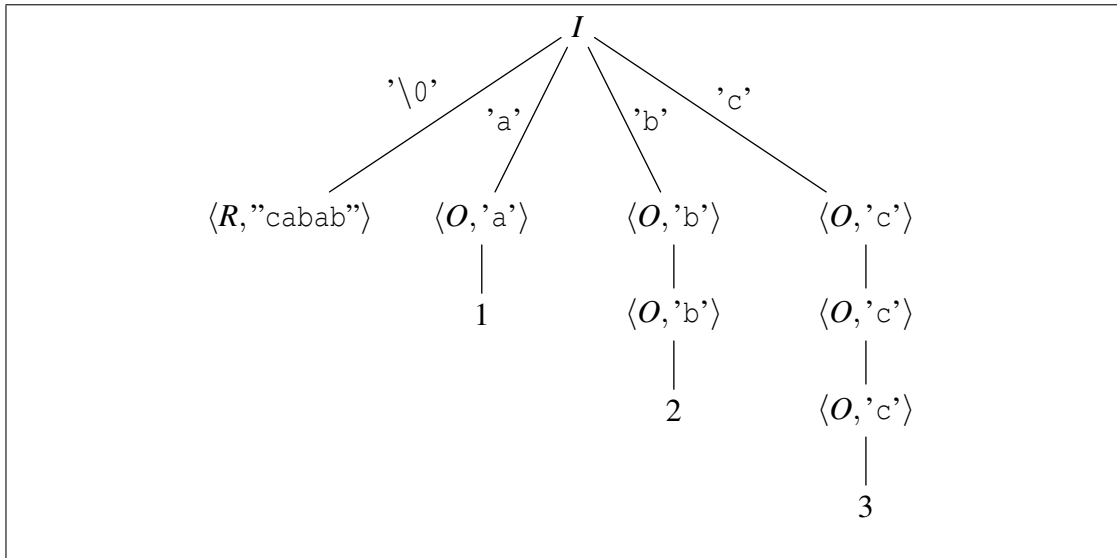 I
'\0' 'a' 'b' 'c'
⟨R,"cabab"⟩ ⟨O,'a'⟩ ⟨O,'b'⟩ ⟨O,'c'⟩
1 ⟨O,'b'⟩ ⟨O,'c'⟩
2 ⟨O,'c'⟩
3